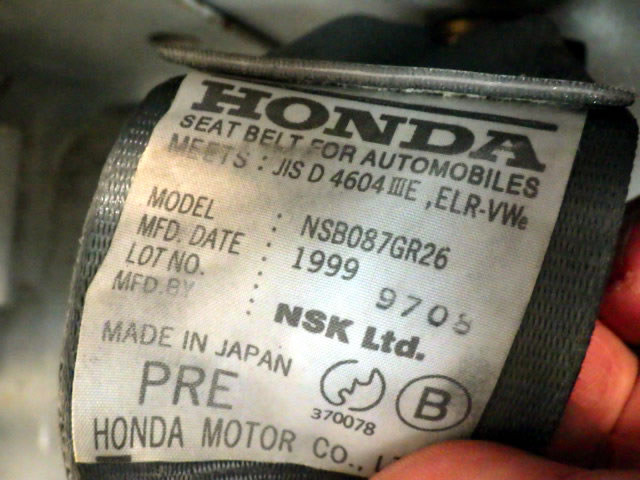 HONDA
SEAT BELT FOR AUTOMOBILES
MEETS : JIS D 4604 ⅢE , ELR-VWe
MODEL : NSB087GR26
MFD. DATE : 1999
LOT NO. : 9708
MFD. BY : NSK Ltd.
MADE IN JAPAN
PRE
370078
B
HONDA MOTOR CO.,